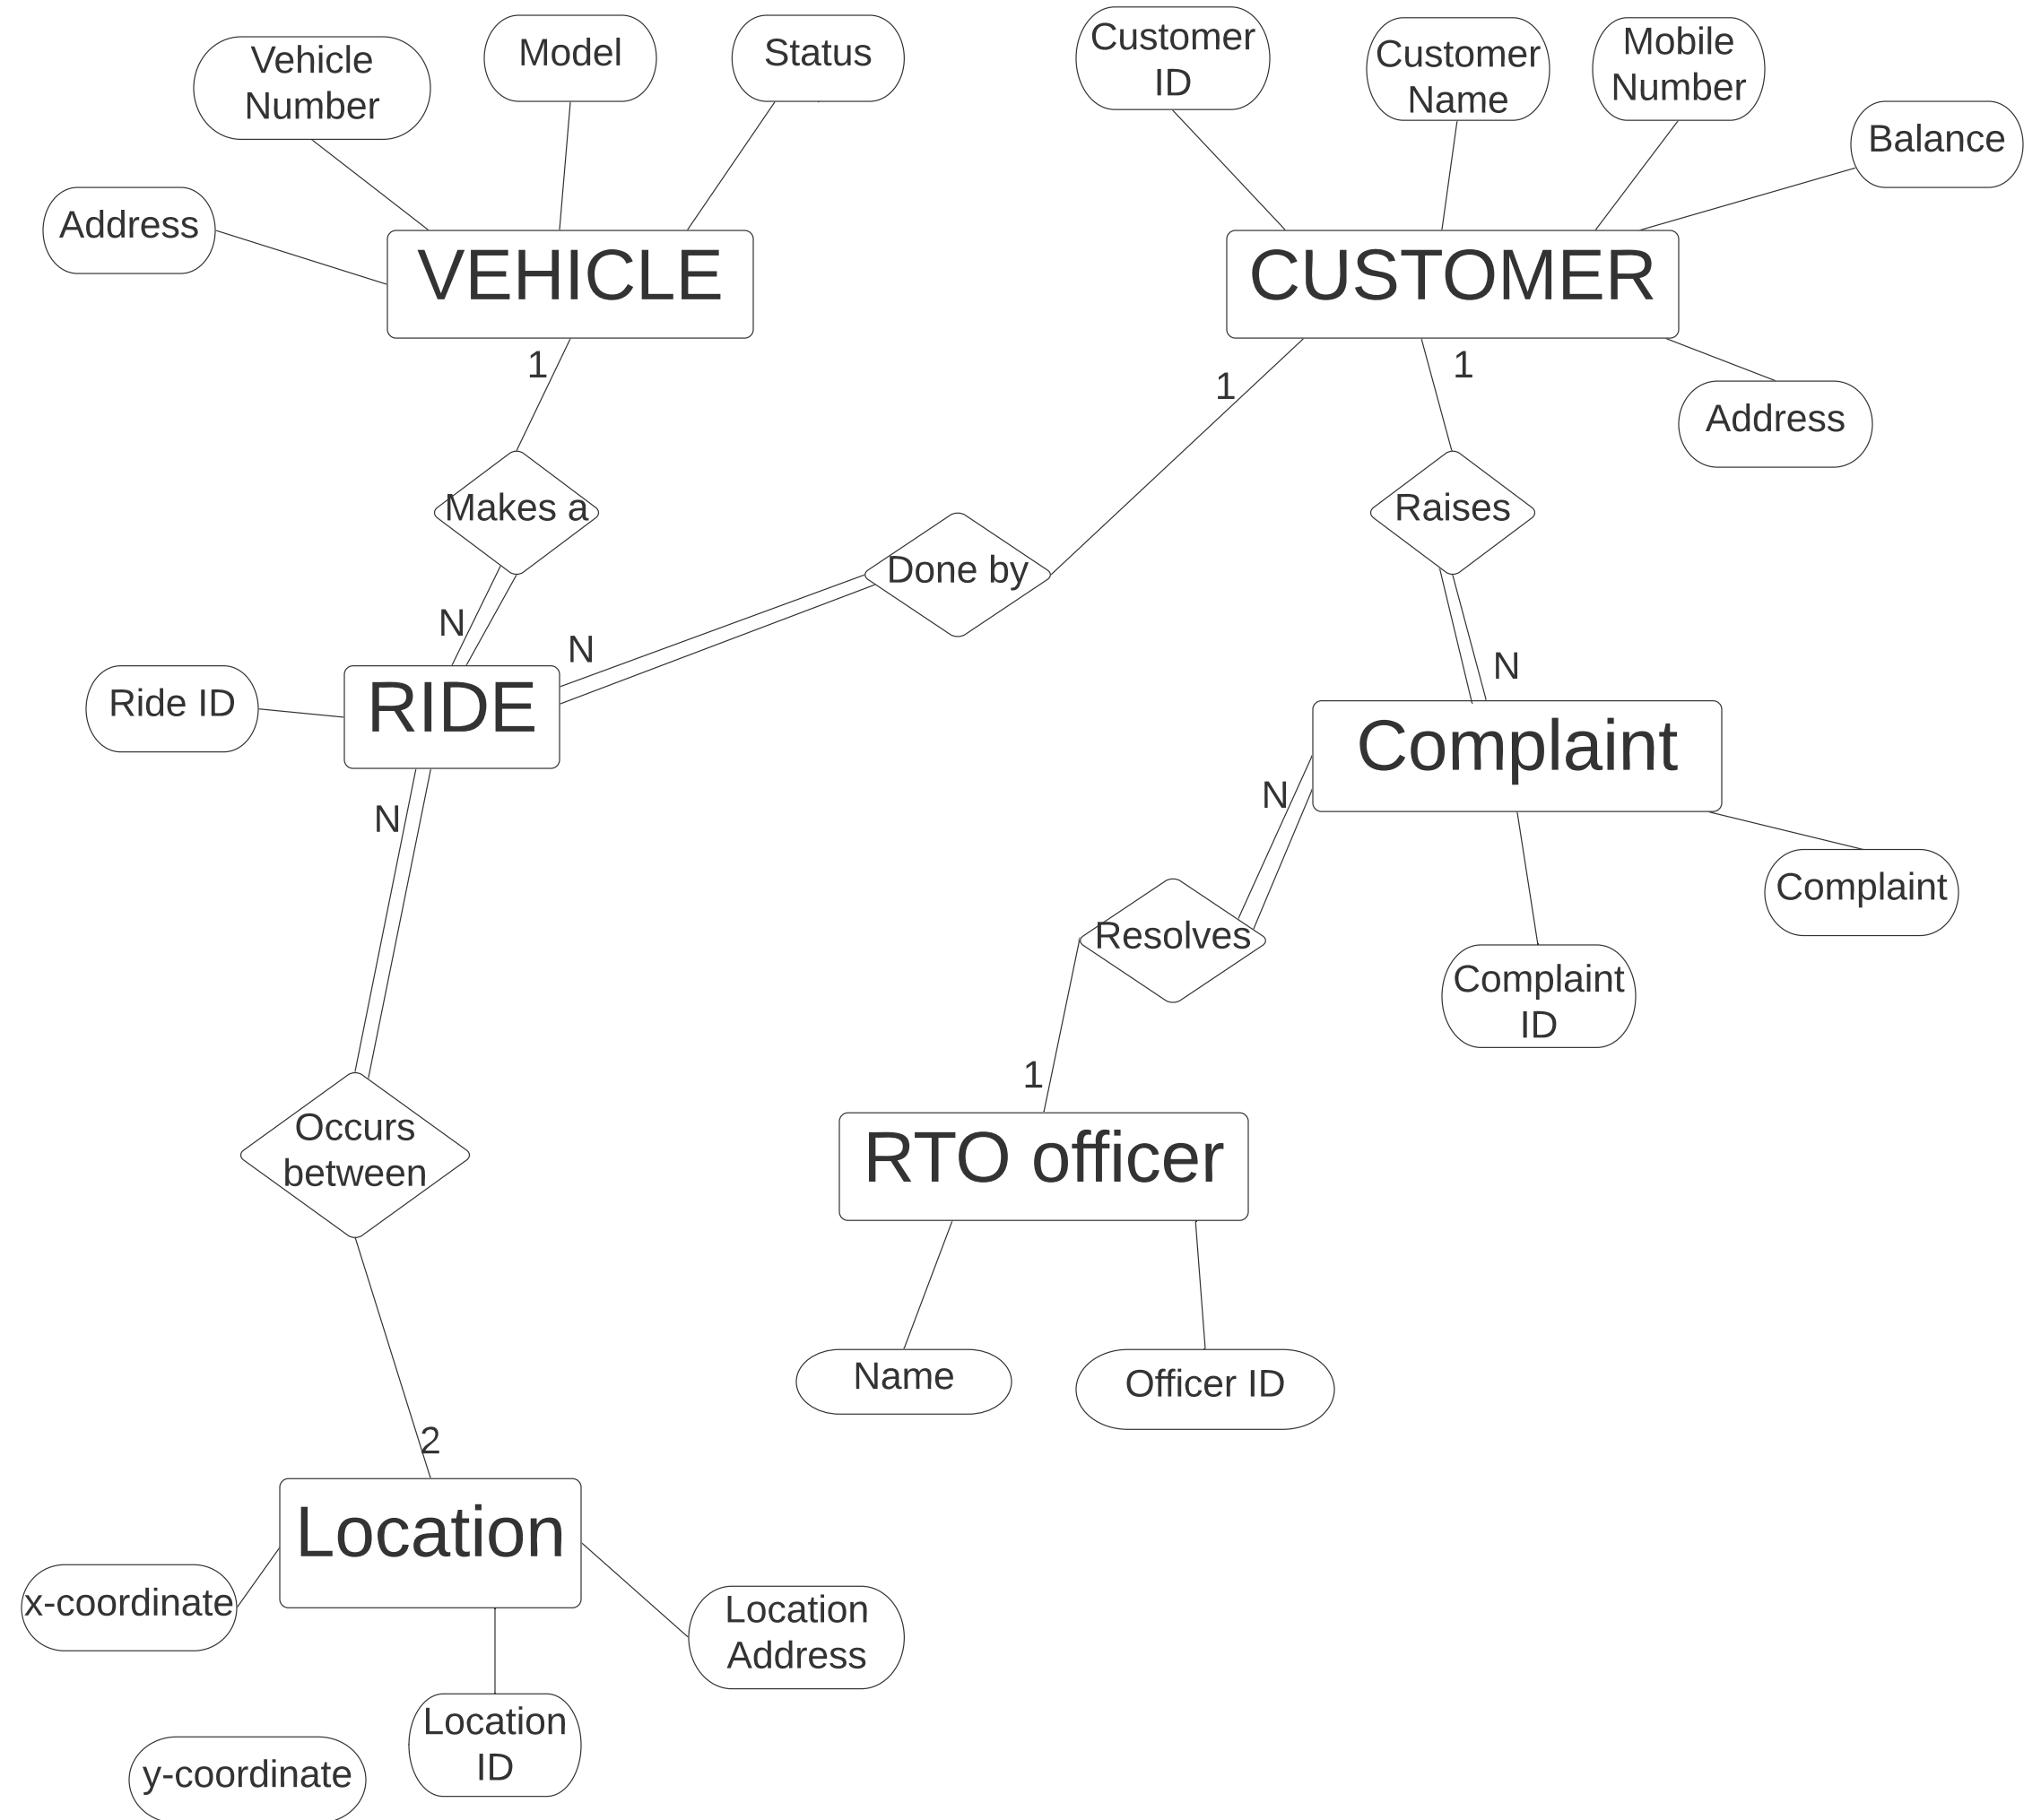 Customer
ID
Vehicle
Number
Model
Status
Customer
Name
Mobile
Number
Balance
Address
VEHICLE
CUSTOMER
1
1
1
Address
Makes a
Raises
Done by
N
N
N
Ride ID
RIDE
Complaint
N
N
Complaint
Resolves
Complaint
ID
1
Occurs
between
RTO officer
Name
Officer ID
2
Location
x-coordinate
Location
Address
Location
ID
y-coordinate